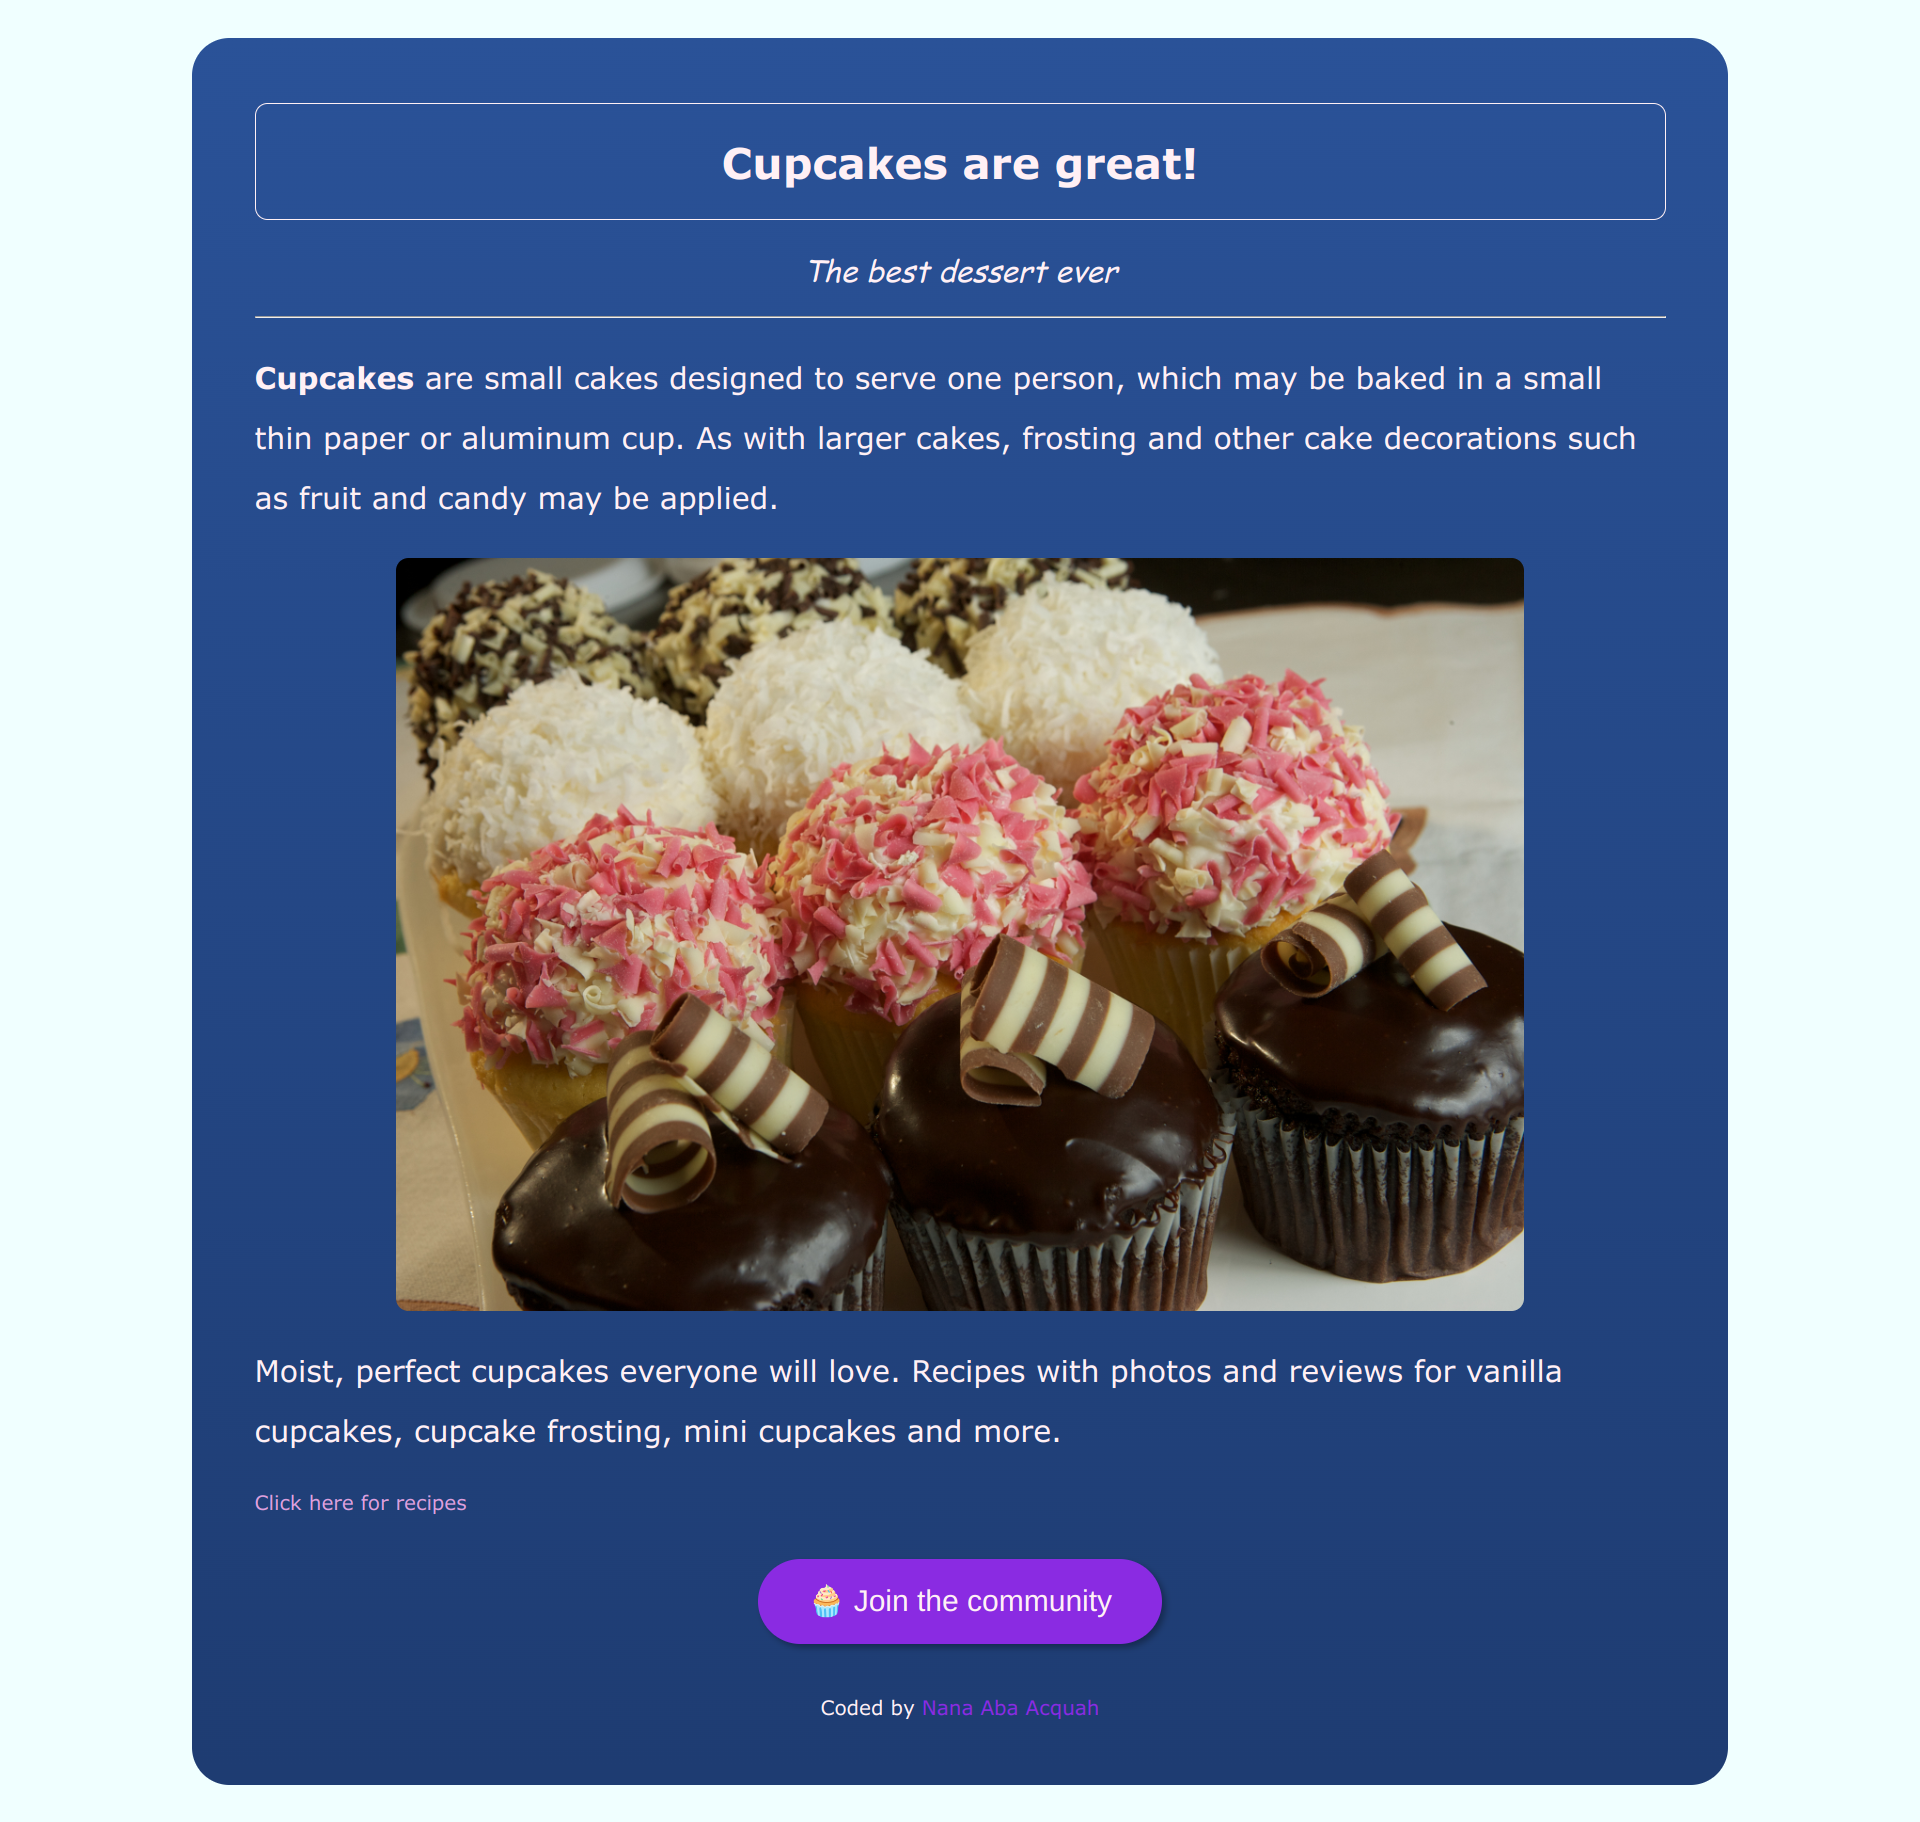 Cupcakes are great!
The best dessert ever
Cupcakes are small cakes designed to serve one person, which may be baked in a small
thin paper or aluminum cup. As with larger cakes, frosting and other cake decorations such
as fruit and candy may be applied.
Moist, perfect cupcakes everyone will love. Recipes with photos and reviews for vanilla
cupcakes, cupcake frosting, mini cupcakes and more.
Click here for recipes
🧁 Join the community
Coded by Nana Aba Acquah